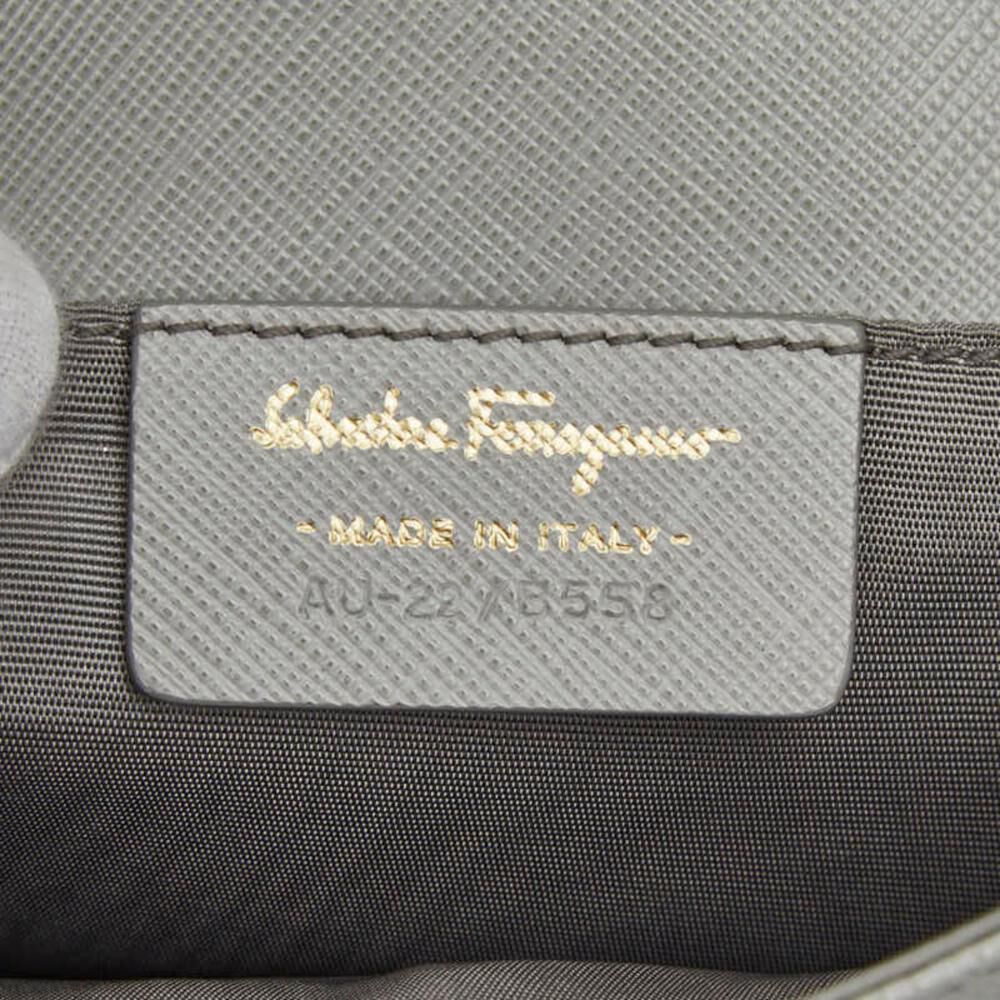 Salvatore Ferragamo
- MADE IN ITALY -
AU-22 /B558